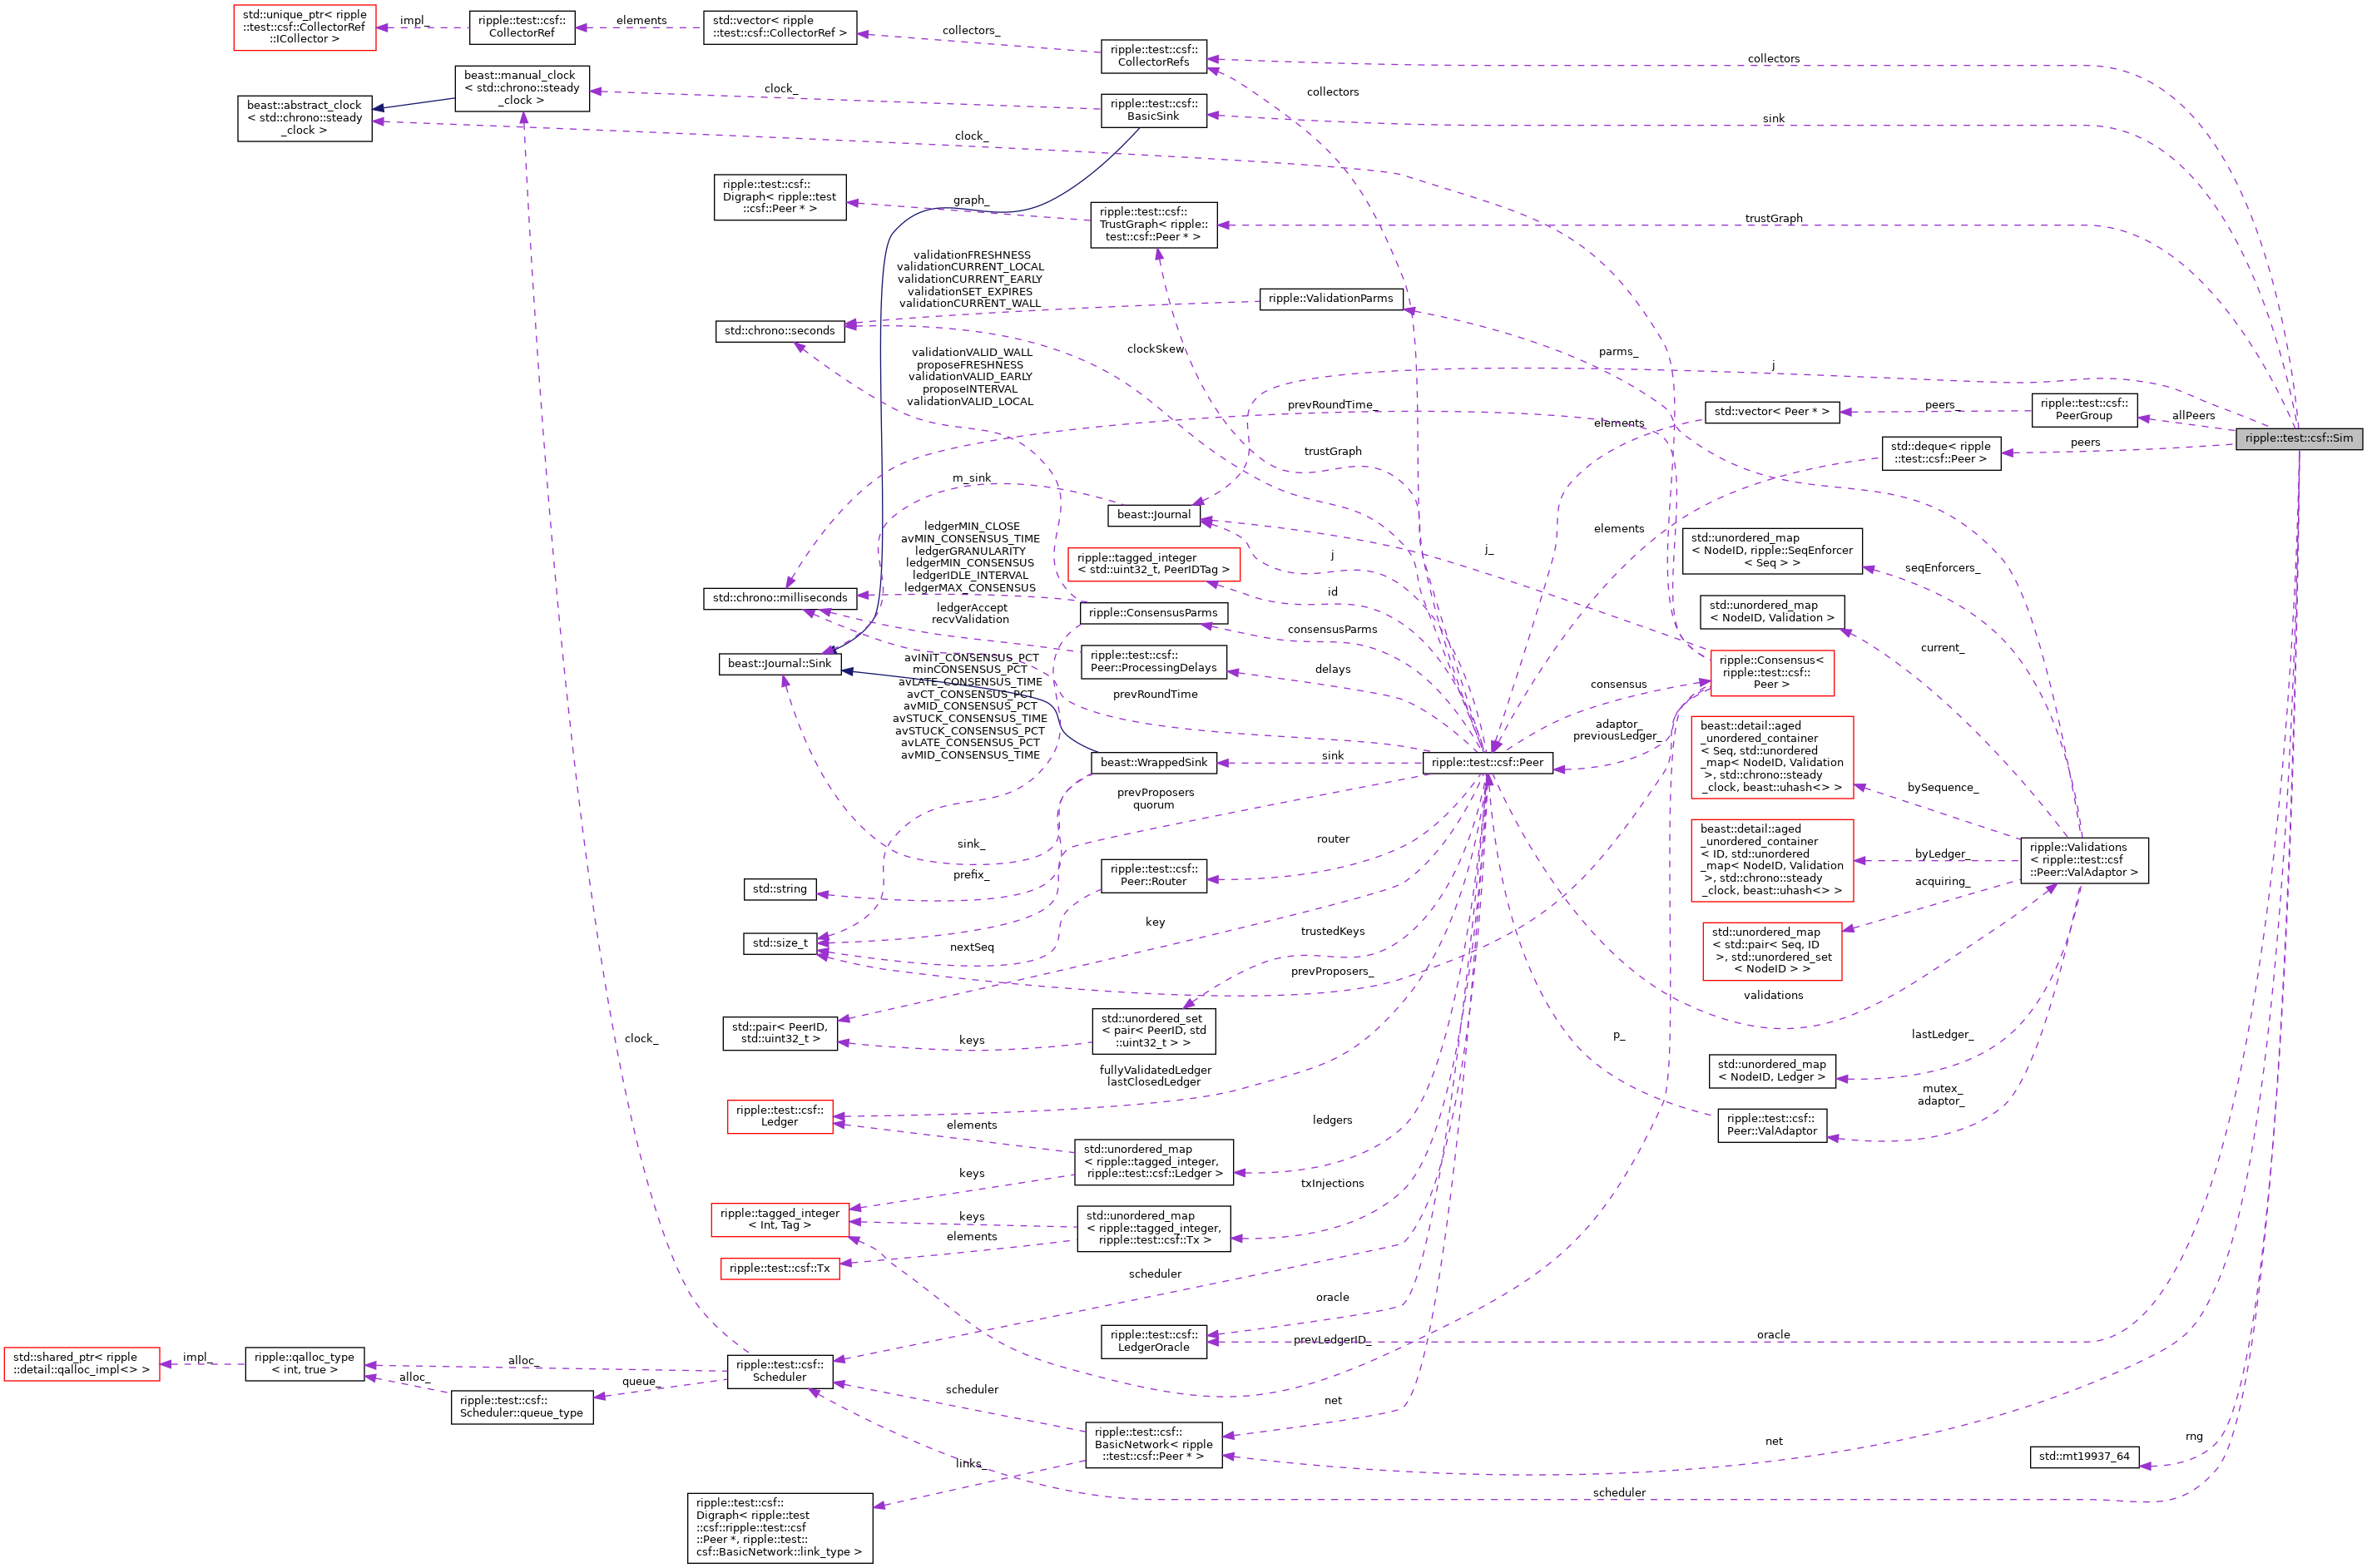 std::unique_ptr< ripple
::test::csf::CollectorRef
::ICollector >
impl_
ripple::test::csf::
CollectorRef
elements
std::vector< ripple
::test::csf::CollectorRef >
collectors_
ripple::test::csf::
CollectorRefs
collectors
beast::manual_clock
< std::chrono::steady
_clock >
beast::abstract_clock
< std::chrono::steady
_clock >
clock_
ripple::test::csf::
BasicSink
collectors
sink
clock_
ripple::test::csf::
Digraph< ripple::test
::csf::Peer * >
graph_
ripple::test::csf::
TrustGraph< ripple::
test::csf::Peer * >
trustGraph
validationFRESHNESS
validationCURRENT_LOCAL
validationCURRENT_EARLY
validationSET_EXPIRES
validationCURRENT_WALL
ripple::ValidationParms
std::chrono::seconds
clockSkew
parms_
j
validationVALID_WALL
proposeFRESHNESS
validationVALID_EARLY
proposeINTERVAL
validationVALID_LOCAL
prevRoundTime_
elements
std::vector< Peer * >
peers_
ripple::test::csf::
PeerGroup
allPeers
ripple::test::csf::Sim
std::deque< ripple
::test::csf::Peer >
peers
trustGraph
m_sink
beast::Journal
elements
j_
j
std::unordered_map
< NodeID, ripple::SeqEnforcer
< Seq > >
seqEnforcers_
ledgerMIN_CLOSE
avMIN_CONSENSUS_TIME
ledgerGRANULARITY
ledgerMIN_CONSENSUS
ledgerIDLE_INTERVAL
ledgerMAX_CONSENSUS
ripple::tagged_integer
< std::uint32_t, PeerIDTag >
id
std::chrono::milliseconds
ripple::ConsensusParms
consensusParms
std::unordered_map
< NodeID, Validation >
current_
ledgerAccept
recvValidation
ripple::test::csf::
Peer::ProcessingDelays
delays
beast::Journal::Sink
ripple::Consensus<
ripple::test::csf::
Peer >
consensus
avINIT_CONSENSUS_PCT
minCONSENSUS_PCT
avLATE_CONSENSUS_TIME
avCT_CONSENSUS_PCT
avMID_CONSENSUS_PCT
avSTUCK_CONSENSUS_TIME
avSTUCK_CONSENSUS_PCT
avLATE_CONSENSUS_PCT
avMID_CONSENSUS_TIME
prevRoundTime
adaptor_
previousLedger_
beast::WrappedSink
sink
ripple::test::csf::Peer
beast::detail::aged
_unordered_container
< Seq, std::unordered
_map< NodeID, Validation
>, std::chrono::steady
_clock, beast::uhash<> >
bySequence_
prevProposers
quorum
beast::detail::aged
_unordered_container
< ID, std::unordered
_map< NodeID, Validation
>, std::chrono::steady
_clock, beast::uhash<> >
byLedger_
ripple::Validations
< ripple::test::csf
::Peer::ValAdaptor >
sink_
router
prefix_
std::string
ripple::test::csf::
Peer::Router
acquiring_
std::unordered_map
< std::pair< Seq, ID
>, std::unordered_set
< NodeID > >
std::size_t
nextSeq
key
trustedKeys
prevProposers_
validations
std::pair< PeerID,
std::uint32_t >
keys
std::unordered_set
< pair< PeerID, std
::uint32_t > >
p_
lastLedger_
std::unordered_map
< NodeID, Ledger >
clock_
fullyValidatedLedger
lastClosedLedger
mutex_
adaptor_
ripple::test::csf::
Peer::ValAdaptor
ripple::test::csf::
Ledger
elements
ledgers
std::unordered_map
< ripple::tagged_integer,
ripple::test::csf::Ledger >
keys
txInjections
ripple::tagged_integer
< Int, Tag >
keys
std::unordered_map
< ripple::tagged_integer,
ripple::test::csf::Tx >
elements
ripple::test::csf::Tx
scheduler
oracle
ripple::test::csf::
LedgerOracle
prevLedgerID_
oracle
std::shared_ptr< ripple
::detail::qalloc_impl<> >
impl_
ripple::qalloc_type
< int, true >
alloc_
alloc_
ripple::test::csf::
Scheduler::queue_type
queue_
ripple::test::csf::
Scheduler
scheduler
net
ripple::test::csf::
BasicNetwork< ripple
::test::csf::Peer * >
net
rng
std::mt19937_64
links_
scheduler
ripple::test::csf::
Digraph< ripple::test
::csf::ripple::test::csf
::Peer *, ripple::test::
csf::BasicNetwork::link_type >